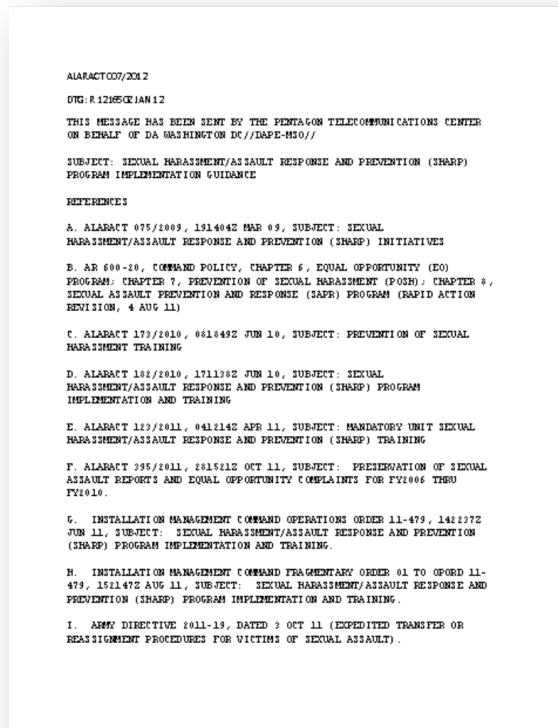 ALARACT 007/2012
DTG: R 121650Z JAN 12
THIS MESSAGE HAS BEEN SENT BY THE PENTAGON TELECOMMUNICATIONS CENTER
ON BEHALF OF DA WASHINGTON DC//DAPE-MSO//
SUBJECT: SEXUAL HARASSMENT/ASSAULT RESPONSE AND PREVENTION (SHARP)
PROGRAM IMPLEMENTATION GUIDANCE
REFERENCES
A. ALARACT 075/2009, 191404Z MAR 09, SUBJECT: SEXUAL
HARASSMENT/ASSAULT RESPONSE AND PREVENTION (SHARP) INITIATIVES
B. AR 600-20, COMMAND POLICY, CHAPTER 6, EQUAL OPPORTUNITY (EO)
PROGRAM; CHAPTER 7, PREVENTION OF SEXUAL HARASSMENT (POSH); CHAPTER 8,
SEXUAL ASSAULT PREVENTION AND RESPONSE (SAPR) PROGRAM (RAPID ACTION
REVISION, 4 AUG 11)
C. ALARACT 173/2010, 081849Z JUN 10, SUBJECT: PREVENTION OF SEXUAL
HARASSMENT TRAINING
D. ALARACT 182/2010, 171138Z JUN 10, SUBJECT: SEXUAL
HARASSMENT/ASSAULT RESPONSE AND PREVENTION (SHARP) PROGRAM
IMPLEMENTATION AND TRAINING
E. ALARACT 123/2011, 041214Z APR 11, SUBJECT: MANDATORY UNIT SEXUAL
HARASSMENT/ASSAULT RESPONSE AND PREVENTION (SHARP) TRAINING
F. ALARACT 395/2011, 281521Z OCT 11, SUBJECT: PRESERVATION OF SEXUAL
ASSAULT REPORTS AND EQUAL OPPORTUNITY COMPLAINTS FOR FY2006 THRU
FY2010.
G. INSTALLATION MANAGEMENT COMMAND OPERATIONS ORDER 11-479, 142237Z
JUN 11, SUBJECT: SEXUAL HARASSMENT/ASSAULT RESPONSE AND PREVENTION
(SHARP) PROGRAM IMPLEMENTATION AND TRAINING.
H. INSTALLATION MANAGEMENT COMMAND FRAGMENTARY ORDER 01 TO OPORD 11-
479, 152147Z AUG 11, SUBJECT: SEXUAL HARASSMENT/ASSAULT RESPONSE AND
PREVENTION (SHARP) PROGRAM IMPLEMENTATION AND TRAINING.
I. ARMY DIRECTIVE 2011-19, DATED 3 OCT 11 (EXPEDITED TRANSFER OR
REASSIGNMENT PROCEDURES FOR VICTIMS OF SEXUAL ASSAULT).